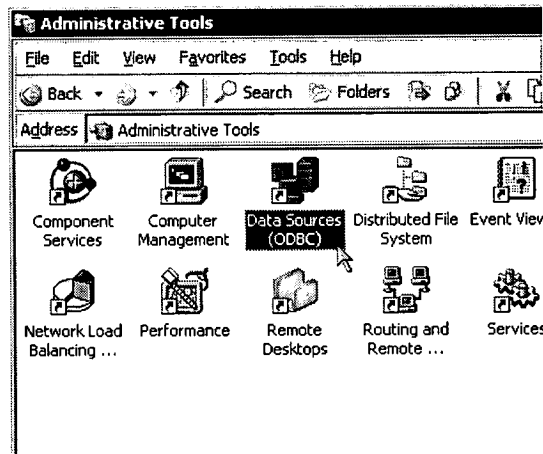 Administrative Tools
File Edit View Favorites Tools Help
Back Search Folders
Address Administrative Tools
Component Services
Computer Management
Data Sources (ODBC)
Distributed File System
Event View
Network Load Balancing ...
Performance
Remote Desktops
Routing and Remote ...
Services